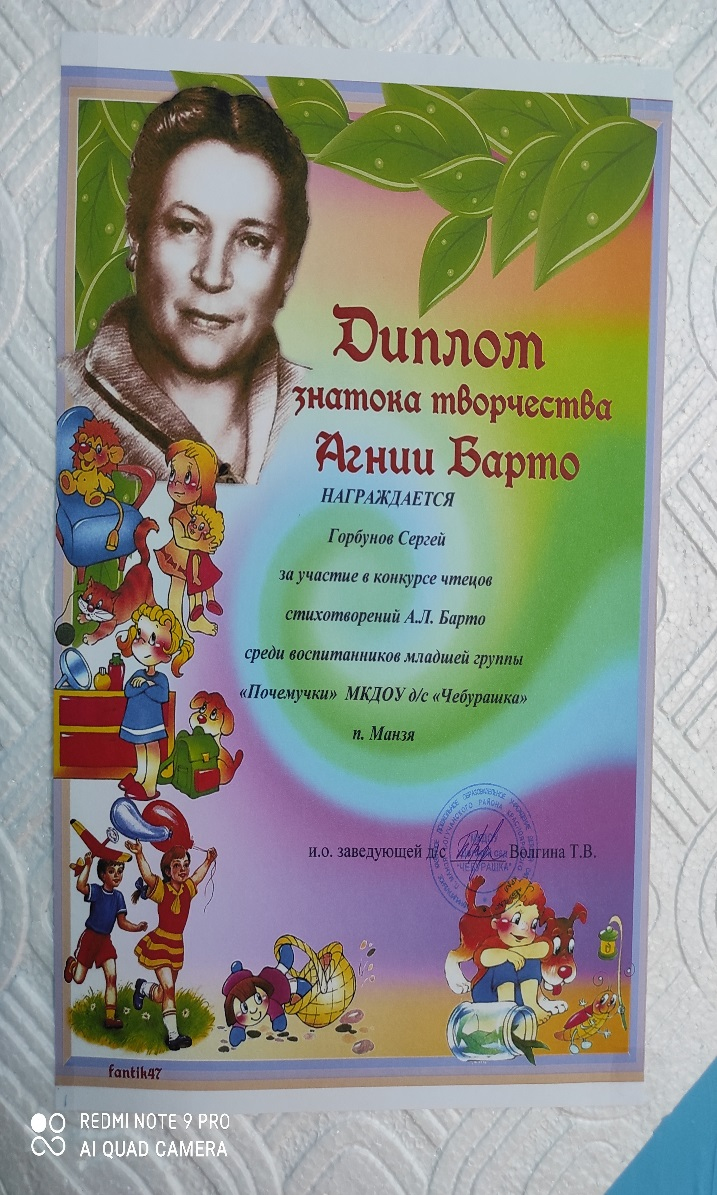 Диплом
знатока творчества
Агнии Барто
НАГРАЖДАЕТСЯ
Горбунов Сергей
за участие в конкурсе чтецов
стихотворений А.Л. Барто
среди воспитанников младшей группы
«Почемучки» МКДОУ д/с «Чебурашка»
п. Манзя
и.о. заведующей д/с Волгина Т.В.
"ЧЕБУРАШКА"
fantik47
REDMI NOTE 9 PRO
AI QUAD CAMERA